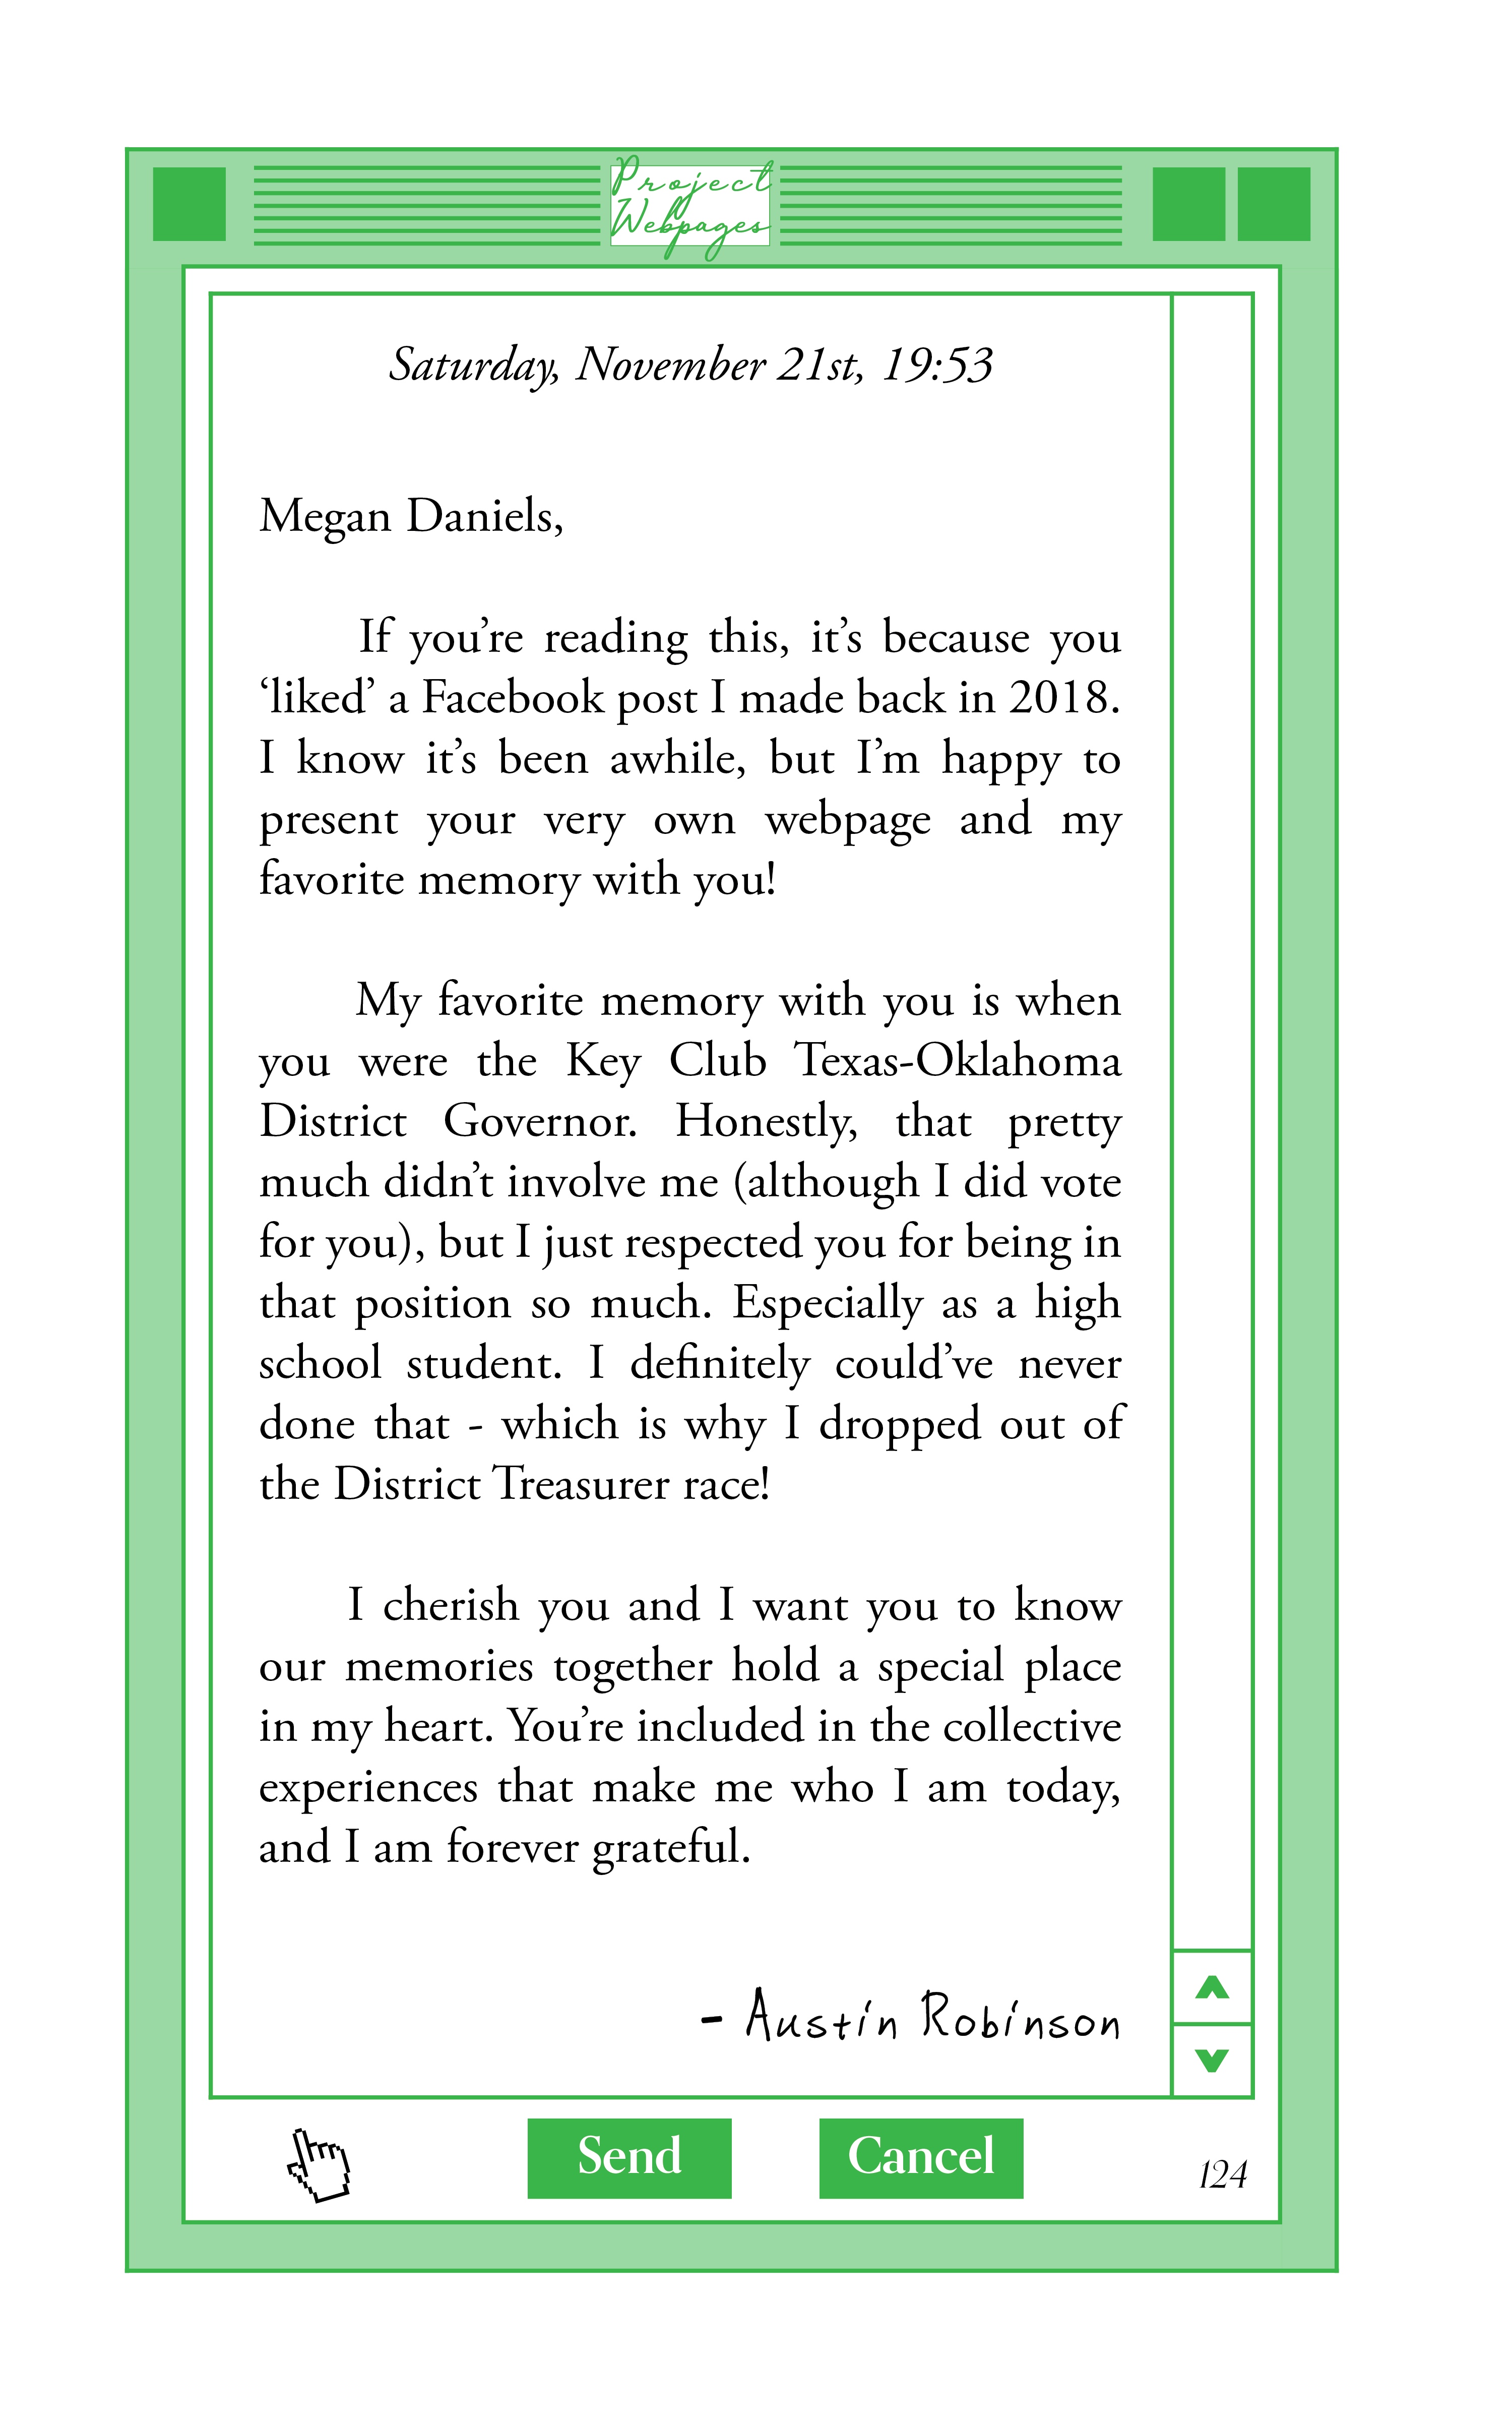 Project
Webpages
Saturday, November 21st, 19:53
Megan Daniels,
If you’re reading this, it’s because you
‘liked’ a Facebook post I made back in 2018.
I know it’s been awhile, but I’m happy to
present your very own webpage and my
favorite memory with you!
My favorite memory with you is when
you were the Key Club Texas-Oklahoma
District Governor. Honestly, that pretty
much didn’t involve me (although I did vote
for you), but I just respected you for being in
that position so much. Especially as a high
school student. I definitely could’ve never
done that - which is why I dropped out of
the District Treasurer race!
I cherish you and I want you to know
our memories together hold a special place
in my heart. You’re included in the collective
experiences that make me who I am today,
and I am forever grateful.
- Austin Robinson
Send Cancel
124